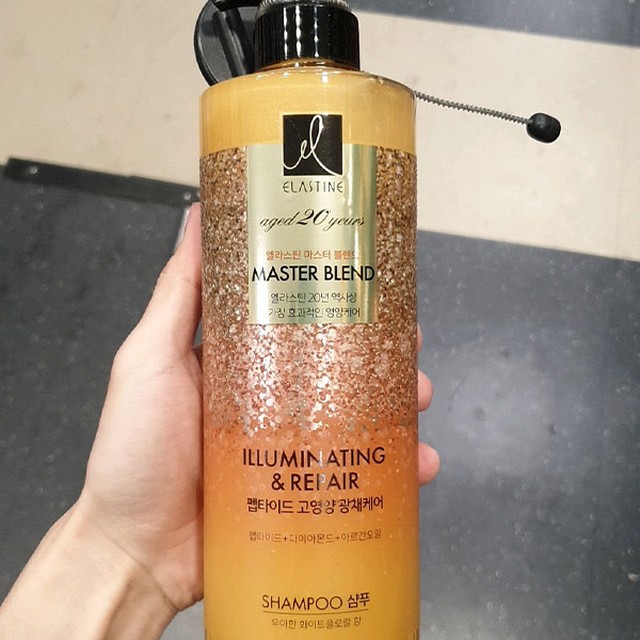 el
ELASTINE
aged 20 years
엘라스틴 마스터 블렌드
MASTER BLEND
엘라스틴 20년 역사상
가장 효과적인 영양케어
ILLUMINATING
& REPAIR
펩타이드 고영양 광채케어
펩타이드+다이아몬드+아르간오일
SHAMPOO 샴푸
우아한 화이트플로럴 향